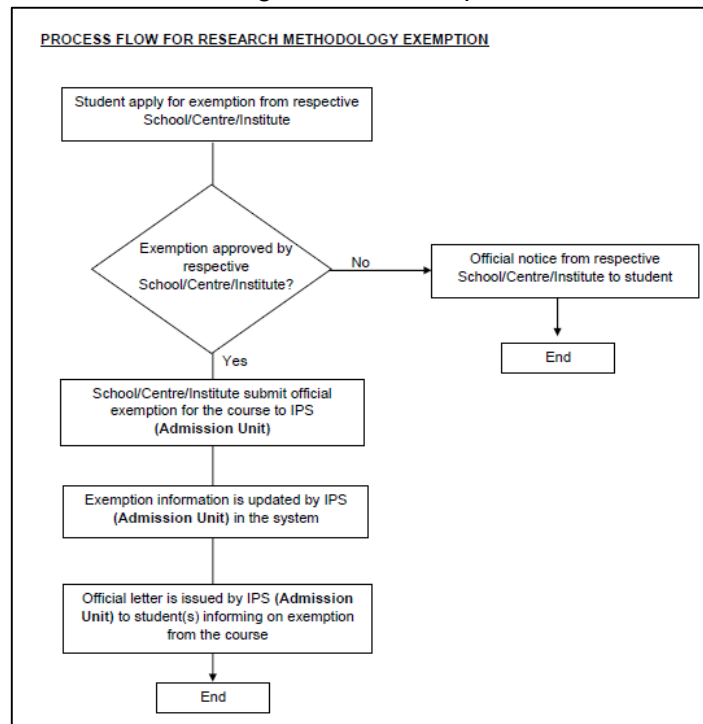 PROCESS FLOW FOR RESEARCH METHODOLOGY EXEMPTION
Student apply for exemption from respective
School/Centre/Institute
Exemption approved by
respective
School/Centre/Institute?
No
Official notice from respective
School/Centre/Institute to student
End
Yes
School/Centre/Institute submit official
exemption for the course to IPS
(Admission Unit)
Exemption information is updated by IPS
(Admission Unit) in the system
Official letter is issued by IPS (Admission
Unit) to student(s) informing on exemption
from the course
End